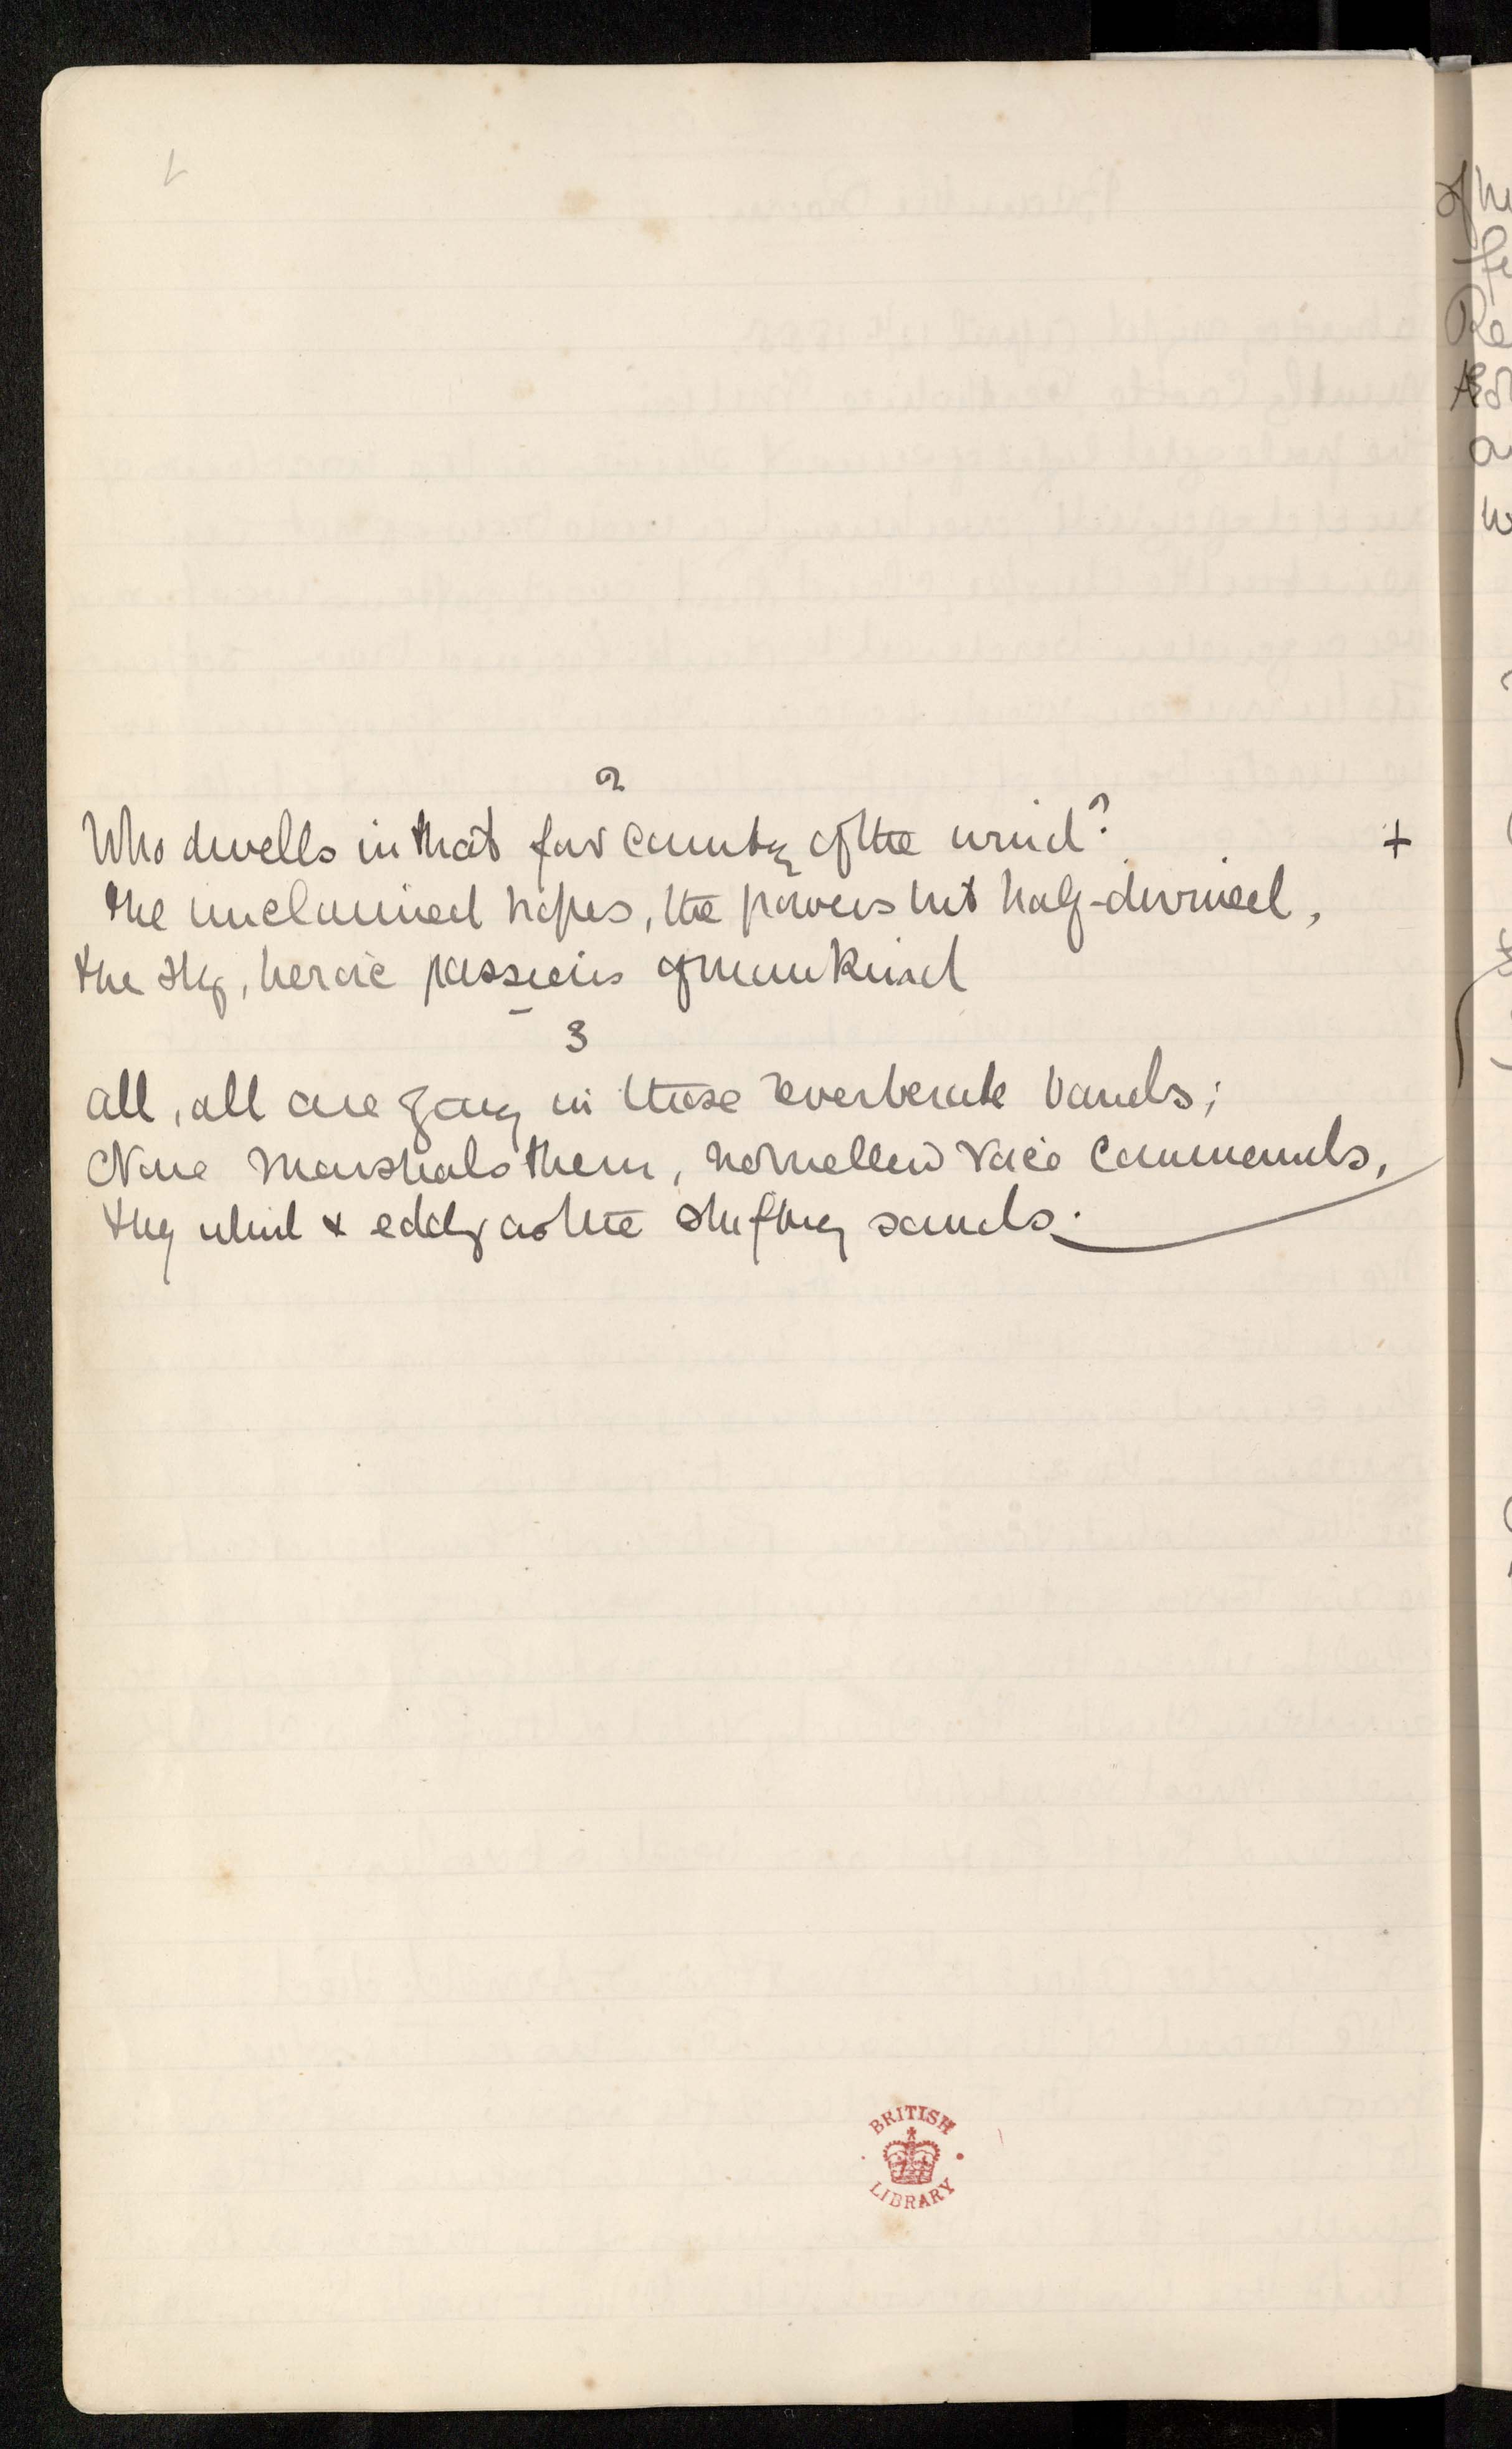 2
Who dwells in that far country of the wind? +
The unclaimed hopes, the powers but half-divined,
the shy, heroic passions of mankind
3
all, all are going in those reverberate bands;
None marshals them, no mellow voice commands,
they whirl & eddy as the shifting sands.
BRITISH
LIBRARY